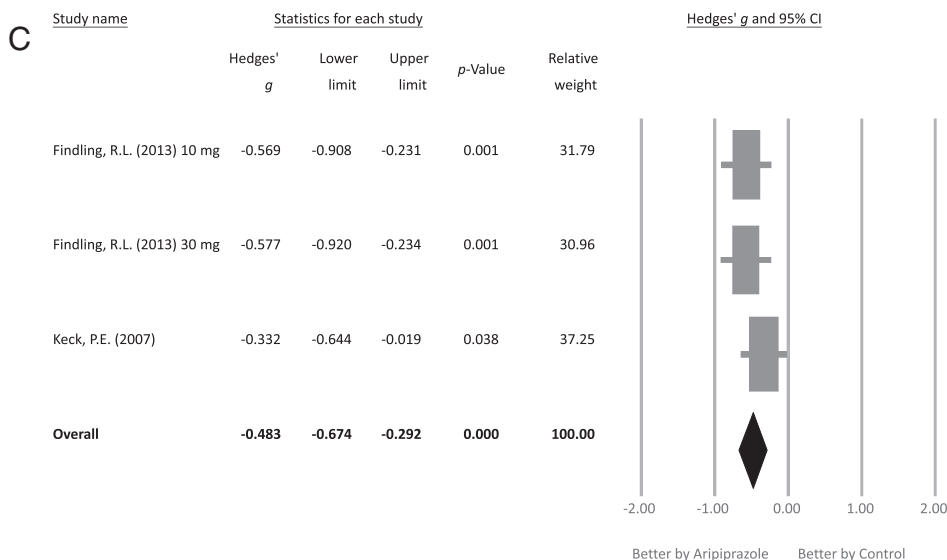 C
Study name Statistics for each study Hedges' g and 95% CI
Hedges' Lower Upper p-Value Relative
g limit limit weight
Findling, R.L. (2013) 10 mg -0.569 -0.908 -0.231 0.001 31.79
Findling, R.L. (2013) 30 mg -0.577 -0.920 -0.234 0.001 30.96
Keck, P.E. (2007) -0.332 -0.644 -0.019 0.038 37.25
Overall -0.483 -0.674 -0.292 0.000 100.00
-2.00 -1.00 0.00 1.00 2.00
Better by Aripiprazole Better by Control